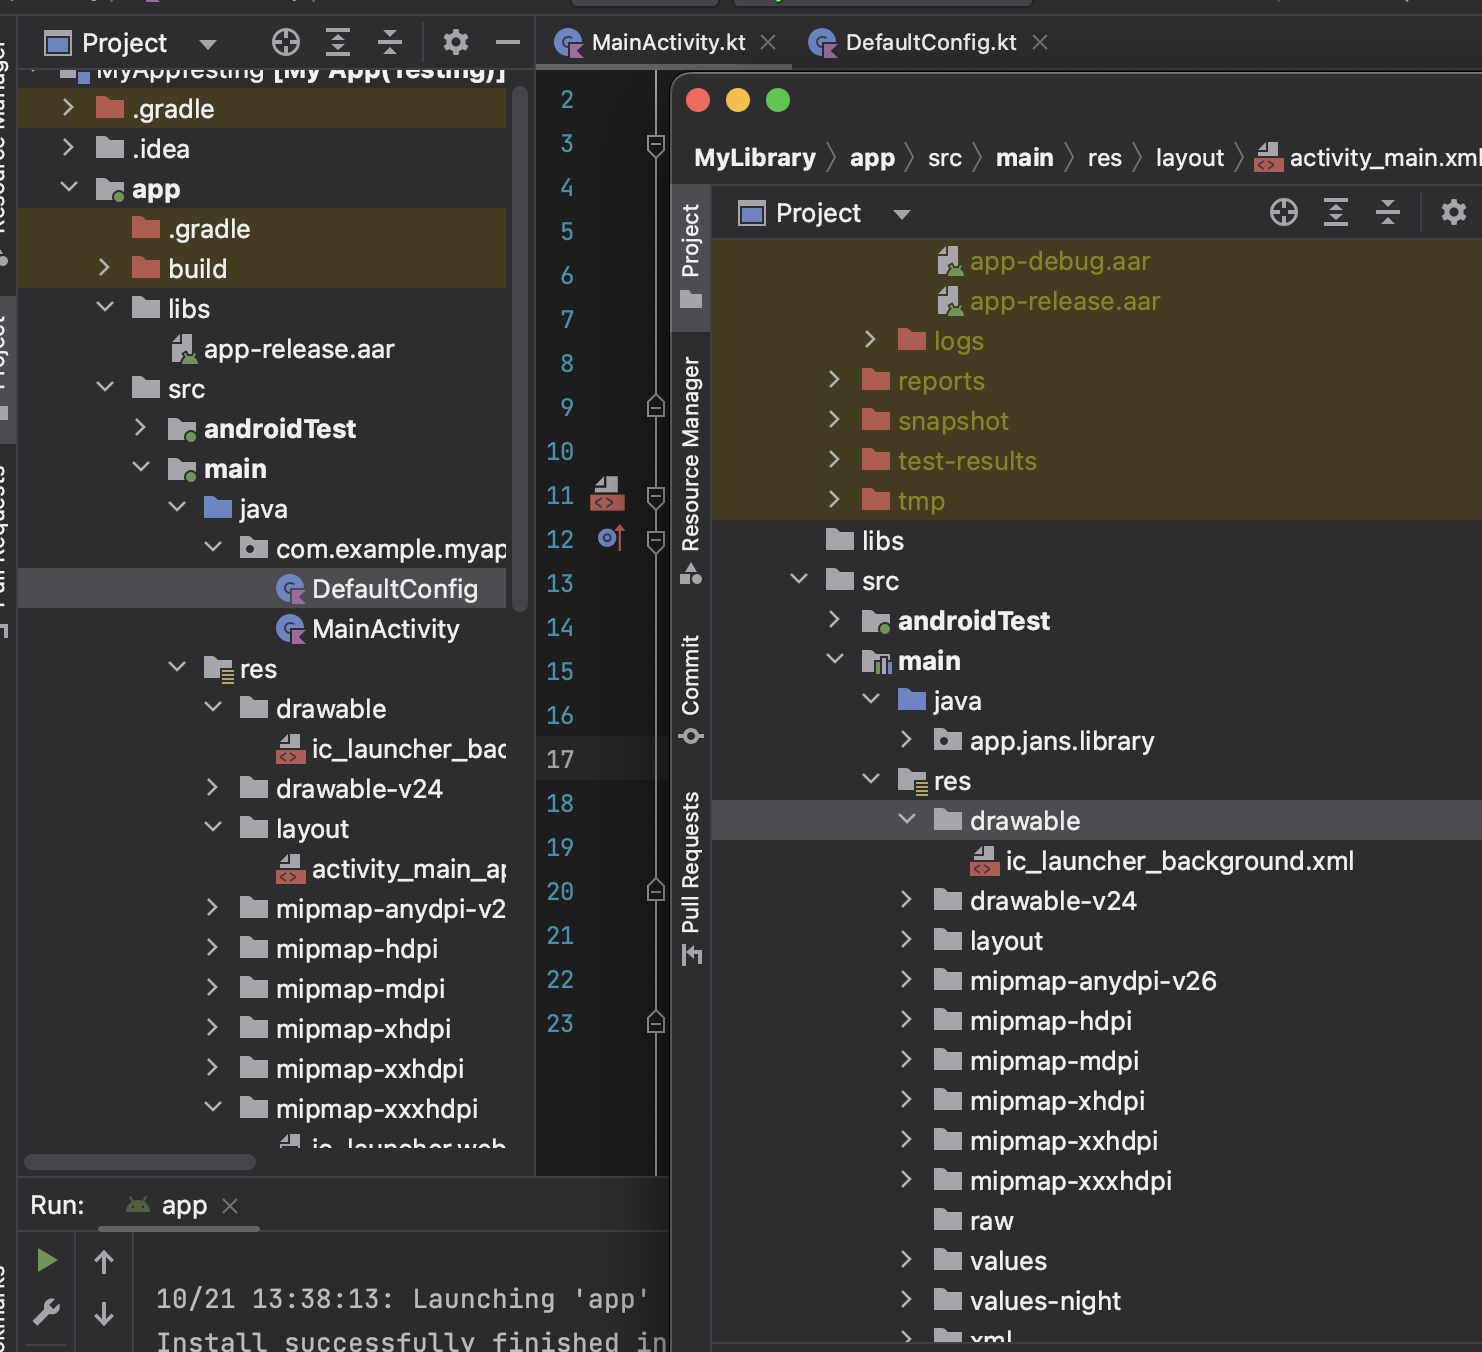 Project
MyAppTesting [My App(Testing)]
.gradle
.idea
app
.gradle
build
libs
app-release.aar
src
androidTest
main
java
com.example.myap
DefaultConfig
MainActivity
res
drawable
ic_launcher_bac
drawable-v24
layout
activity_main_ap
mipmap-anydpi-v2
mipmap-hdpi
mipmap-mdpi
mipmap-xhdpi
mipmap-xxhdpi
mipmap-xxxhdpi
ic_launcher.web
MainActivity.kt
DefaultConfig.kt
2
3
4
5
6
7
8
9
10
11
12
13
14
15
16
17
18
19
20
21
22
23
MyLibrary
app
src
main
res
layout
activity_main.xml
Project
Resource Manager
Commit
Pull Requests
Project
app-debug.aar
app-release.aar
logs
reports
snapshot
test-results
tmp
libs
src
androidTest
main
java
app.jans.library
res
drawable
ic_launcher_background.xml
drawable-v24
layout
mipmap-anydpi-v26
mipmap-hdpi
mipmap-mdpi
mipmap-xhdpi
mipmap-xxhdpi
mipmap-xxxhdpi
raw
values
values-night
xml
Run:
app
10/21 13:38:13: Launching 'app'
Install successfully finished in